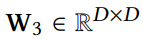 W₃ ∈ ℝ^{D×D}